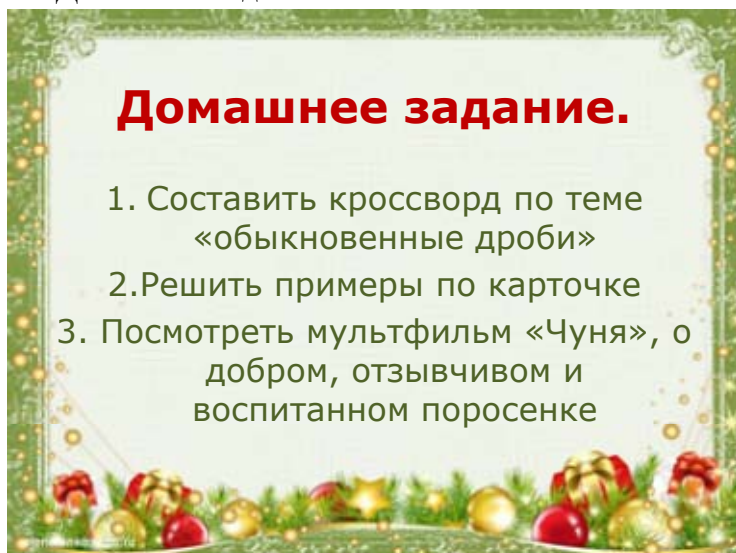 Домашнее задание.
1. Составить кроссворд по теме
«обыкновенные дроби»
2.Решить примеры по карточке
3. Посмотреть мультфильм «Чуня», о
добром, отзывчивом и
воспитанном поросенке